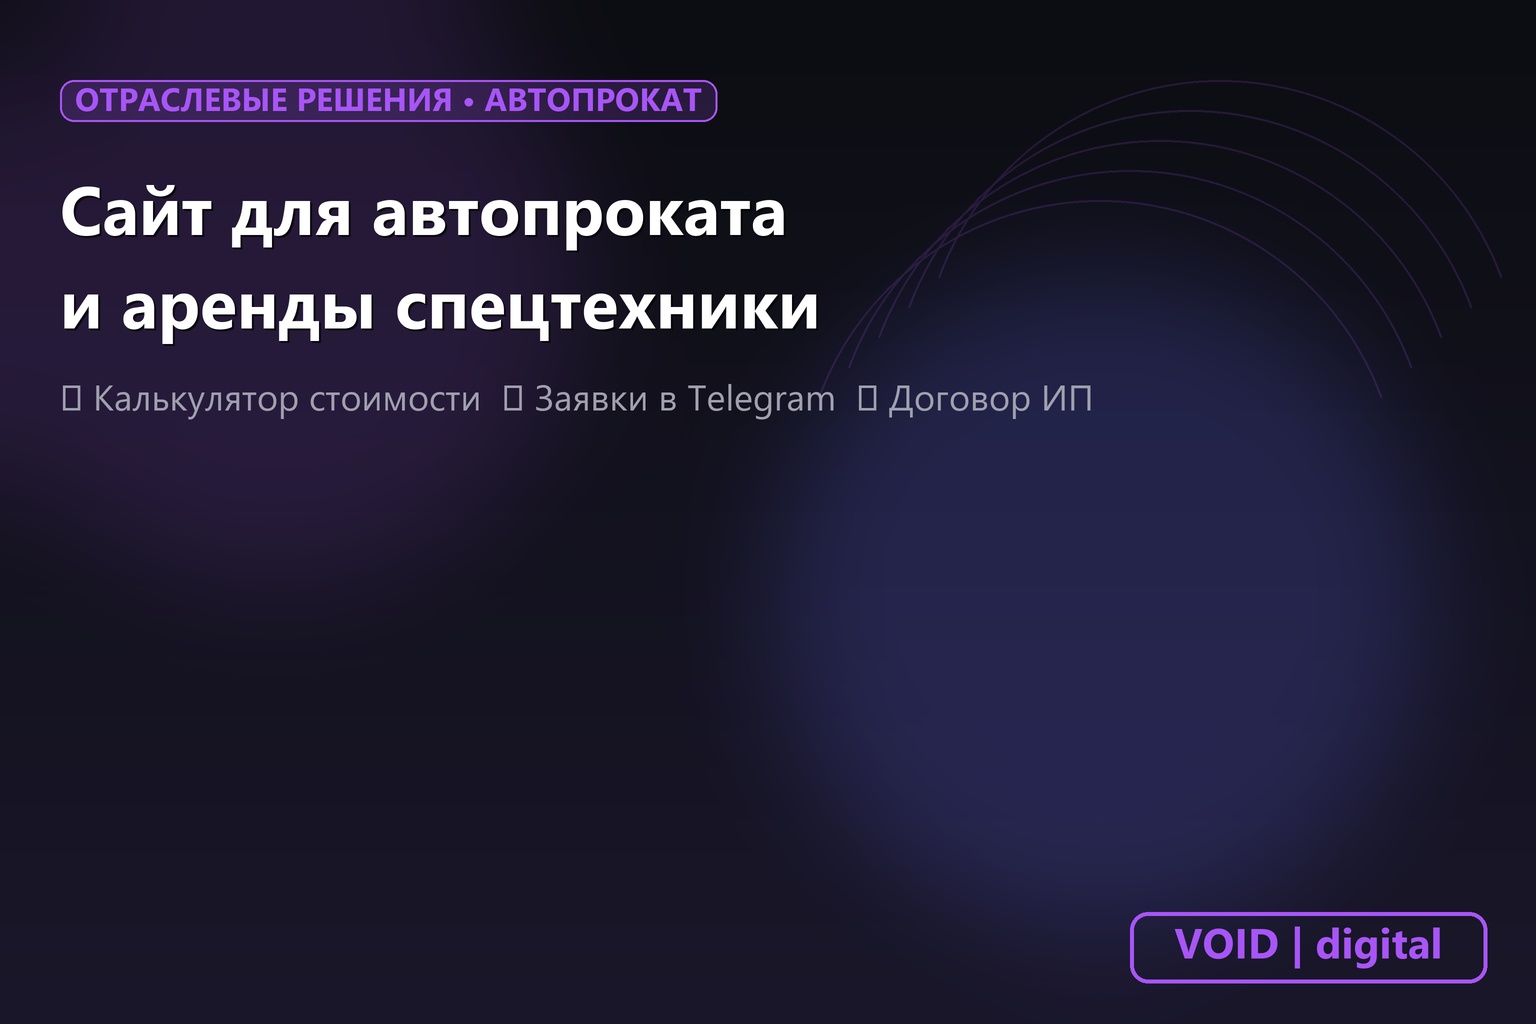 ОТРАСЛЕВЫЕ РЕШЕНИЯ • АВТОПРОКАТ
Сайт для автопроката
и аренды спецтехники
Калькулятор стоимости Заявки в Telegram Договор ИП
VOID | digital